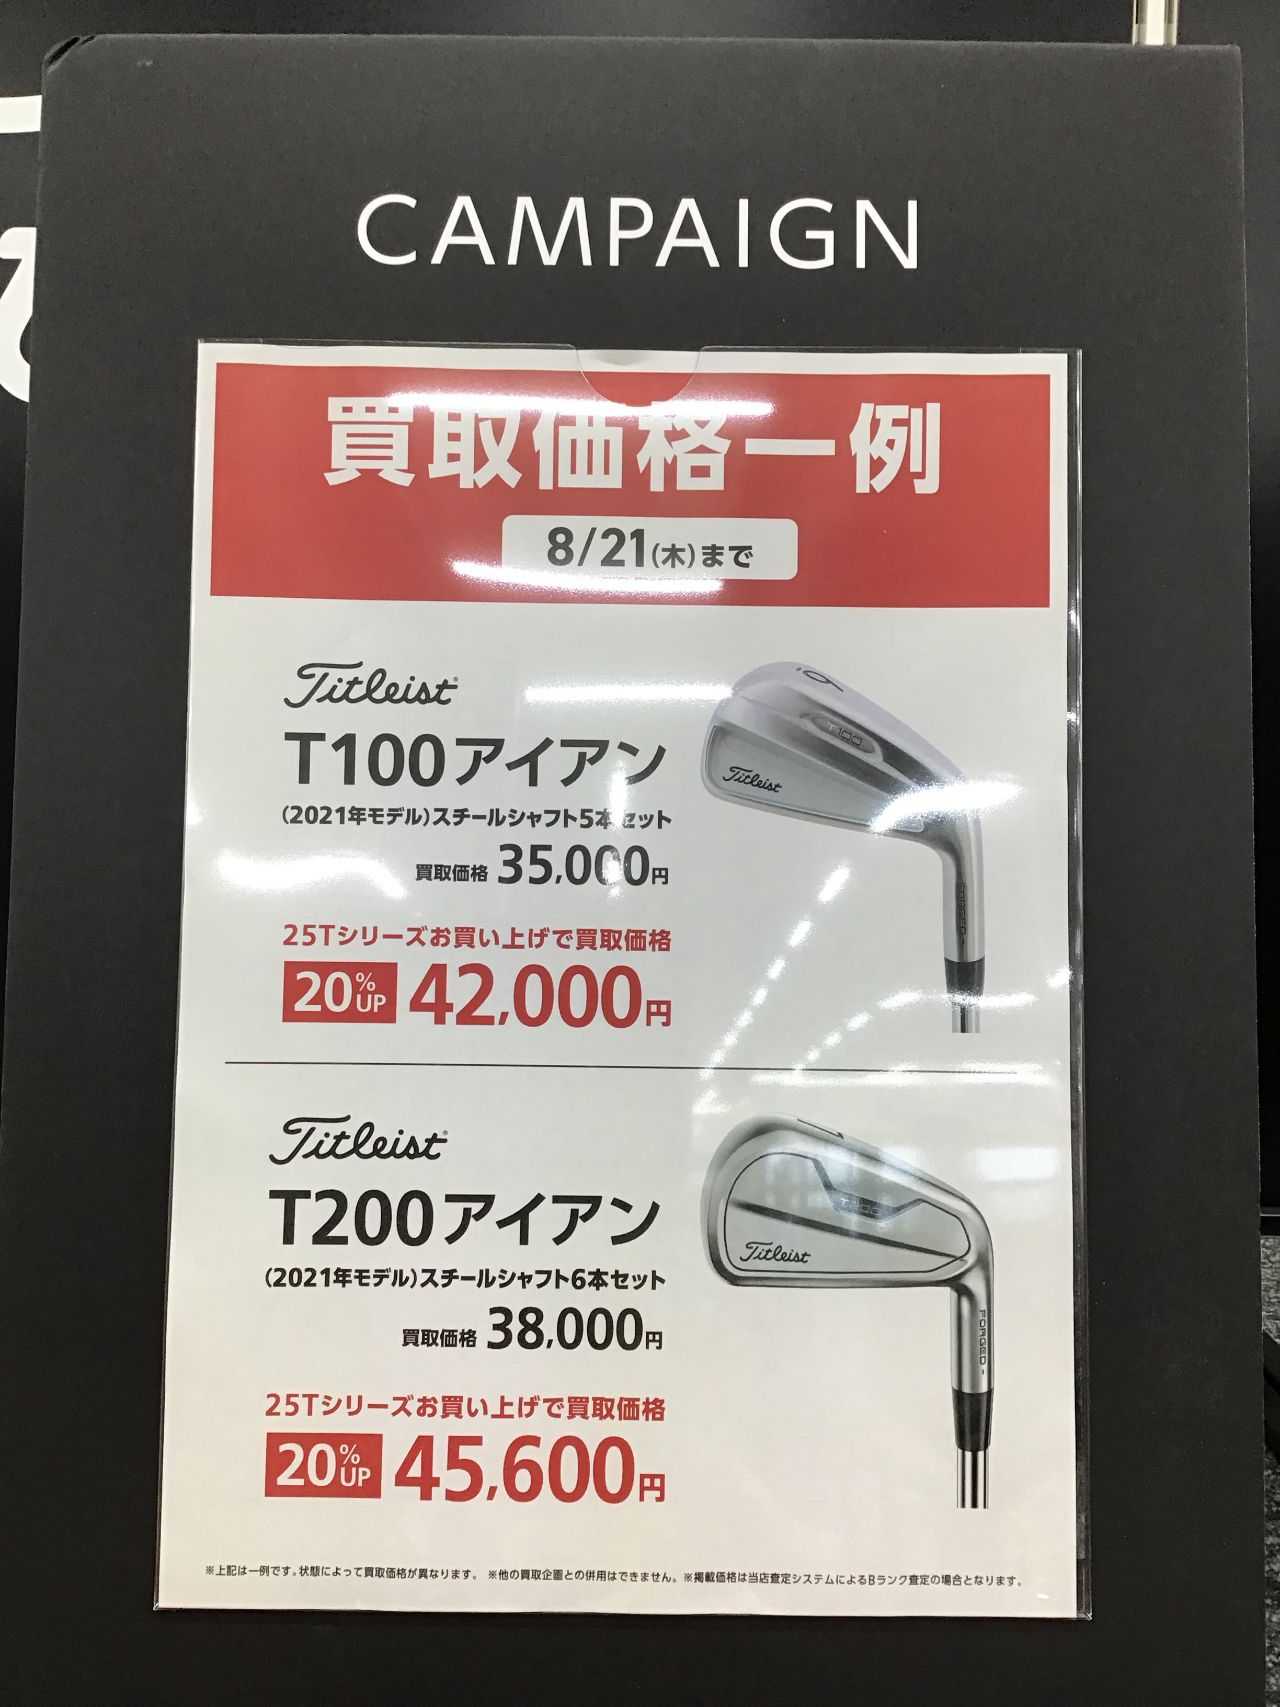 CAMPAIGN
買取価格一例
8/21(木)まで
Titleist
T100アイアン
(2021年モデル)スチールシャフト5本セット
買取価格 35,000円
25Tシリーズお買い上げで買取価格
20%UP 42,000円
9
T100
Titleist
FORGED
Titleist
T200アイアン
(2021年モデル)スチールシャフト6本セット
買取価格 38,000円
25Tシリーズお買い上げで買取価格
20%UP 45,600円
7
T200
Titleist
FORGED
※上記は一例です。状態によって買取価格が異なります。 ※他の買取企画との併用はできません。※掲載価格は当店査定システムによるBランク査定の場合となります。